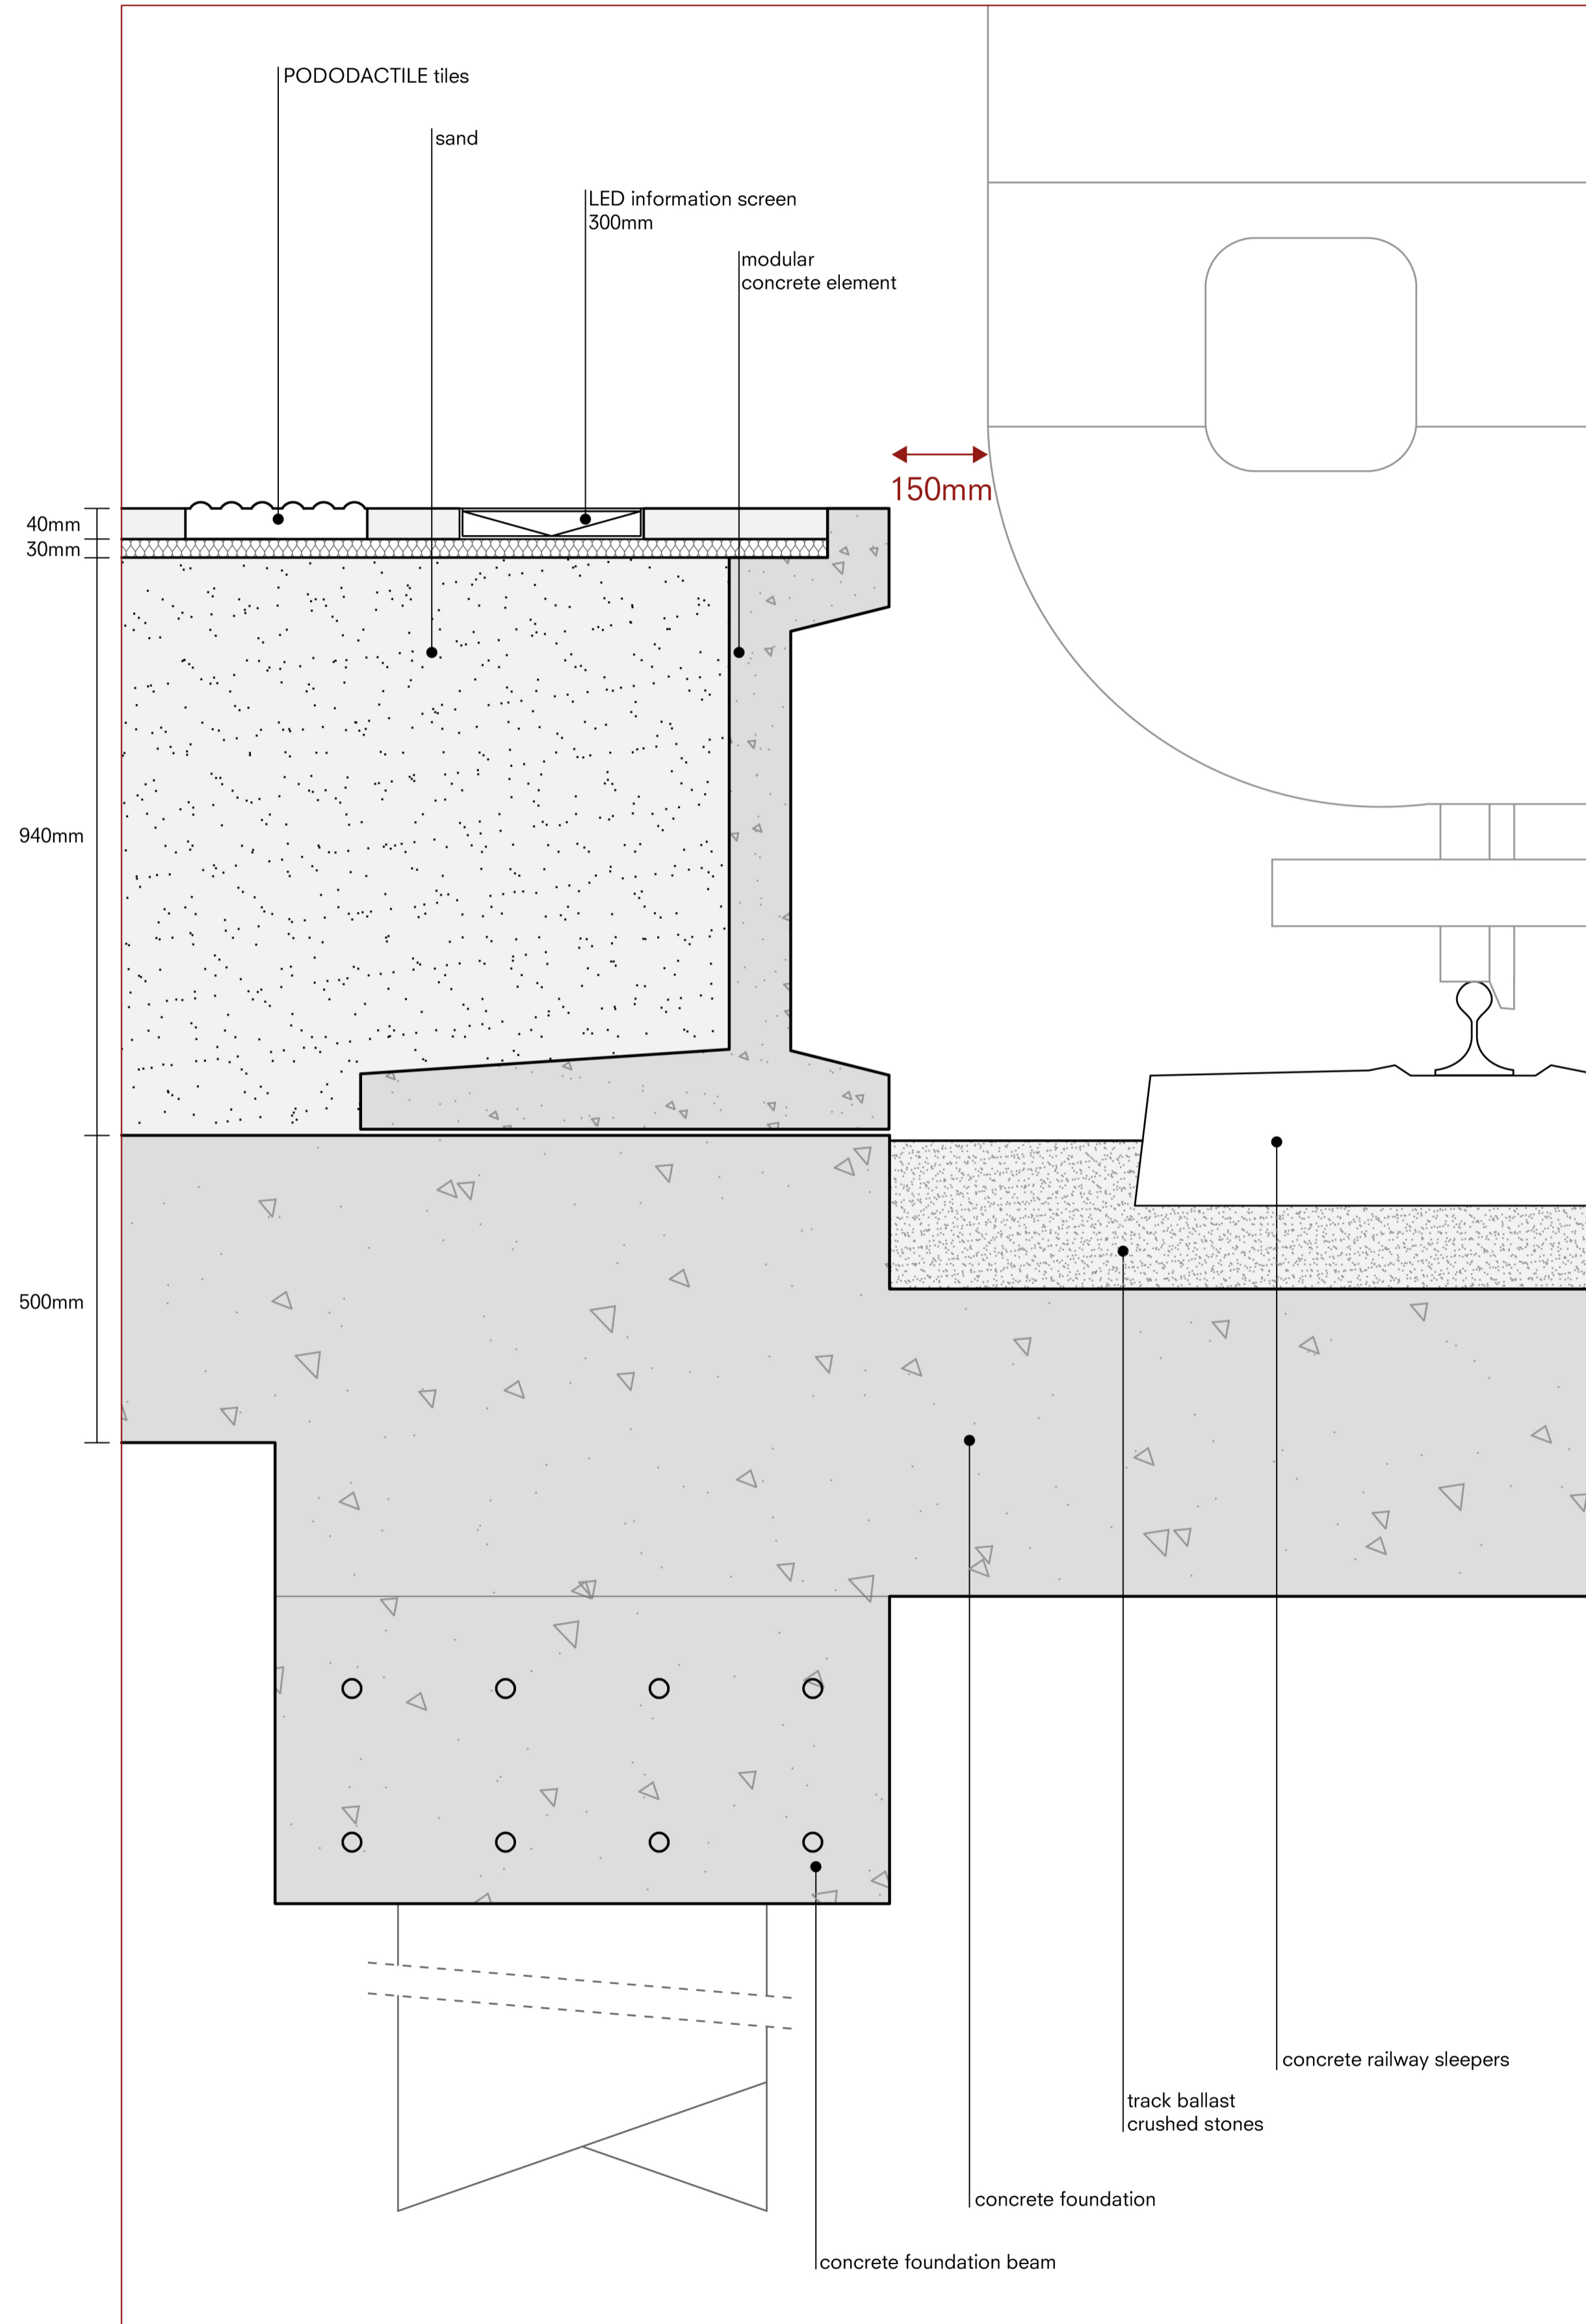 PODODACTILE tiles
sand
LED information screen
300mm
modular
concrete element
150mm
40mm
30mm
940mm
500mm
concrete railway sleepers
track ballast
crushed stones
concrete foundation
concrete foundation beam